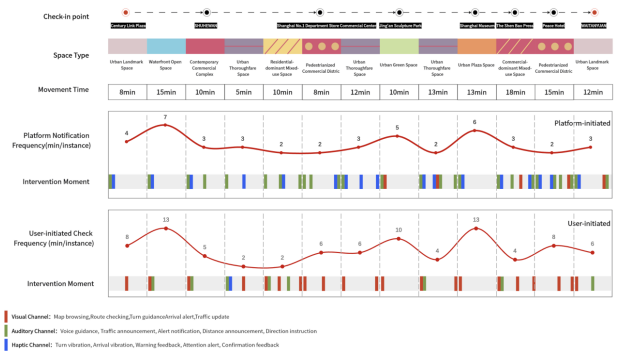 Check-in point
Century Link Plaza
SHUHEWAN
Shanghai No.1 Department Store Commercial Center
Jing'an Sculpture Park
Shanghai Museum
The Shen Boo Press
Peace Hotel
WAITANYUAN
Space Type
Urban Landmark Space
Waterfront Open Space
Contemporary Commercial Complex
Urban Thoroughfare Space
Residential-dominant Mixed-use Space
Pedestrianized Commercial Distric
Urban Thoroughfare Space
Urban Green Space
Urban Thoroughfare Space
Urban Plaza Space
Commercial-dominant Mixed-use Space
Pedestrianized Commercial Distric
Urban Landmark Space
Movement Time
8min 15min 10min 5min 10min 8min 12min 10min 13min 13min 18min 15min 12min
Platform-initiated
Platform Notification
Frequency(min/instance)
4 7 3 3 2 2 3 5 2 6 3 2 3
Intervention Moment
User-initiated
User-initiated Check
Frequency (min/instance)
8 13 5 2 2 6 6 10 4 13 4 8 6
Intervention Moment
Visual Channel: Map browsing,Route checking,Turn guidanceArrival alert,Traffic update
Auditory Channel: Voice guidance, Traffic announcement, Alert notification, Distance announcement, Direction instruction
Haptic Channel: Turn vibration, Arrival vibration, Warning feedback, Attention alert, Confirmation feedback